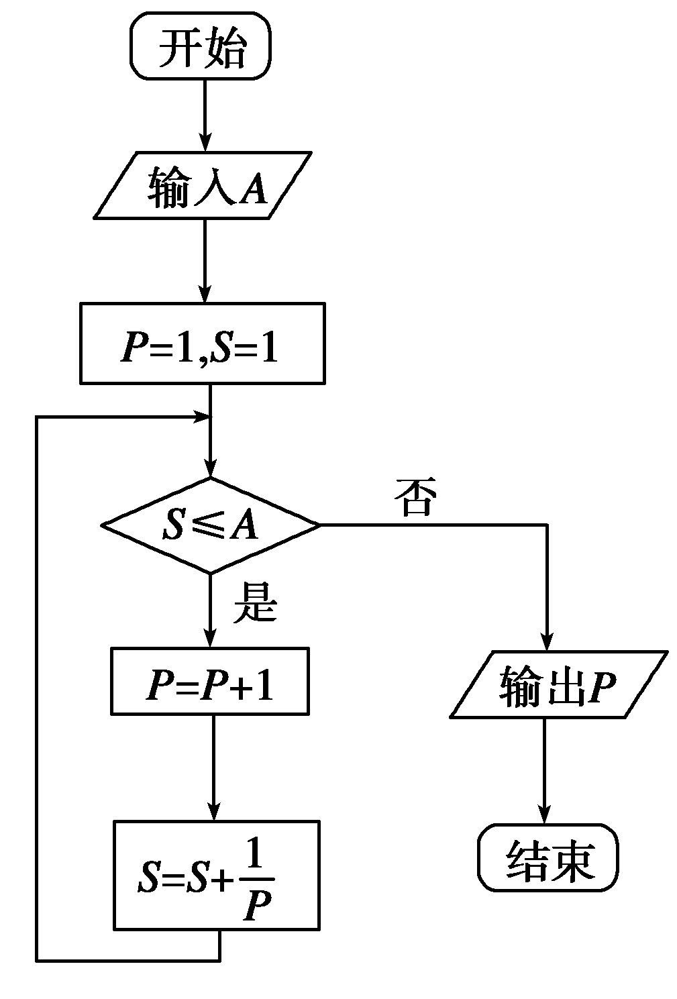 开始
输入A
P=1,S=1
S≤A
否
是
P=P+1
输出P
S=S+1/P
结束